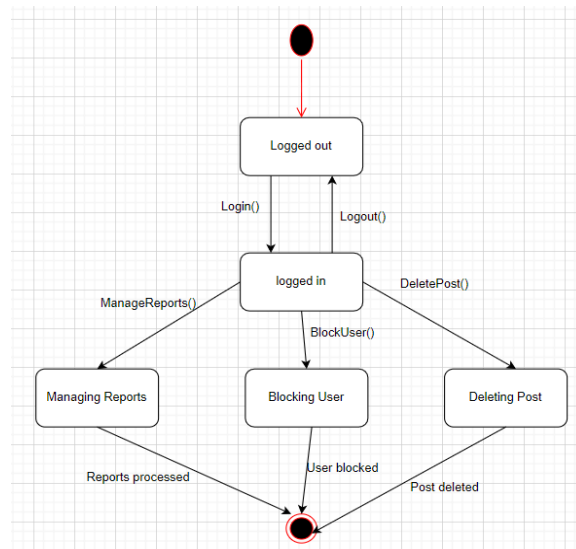 Logged out
Login()
Logout()
logged in
DeletePost()
ManageReports()
BlockUser()
Managing Reports
Blocking User
Deleting Post
User blocked
Reports processed
Post deleted